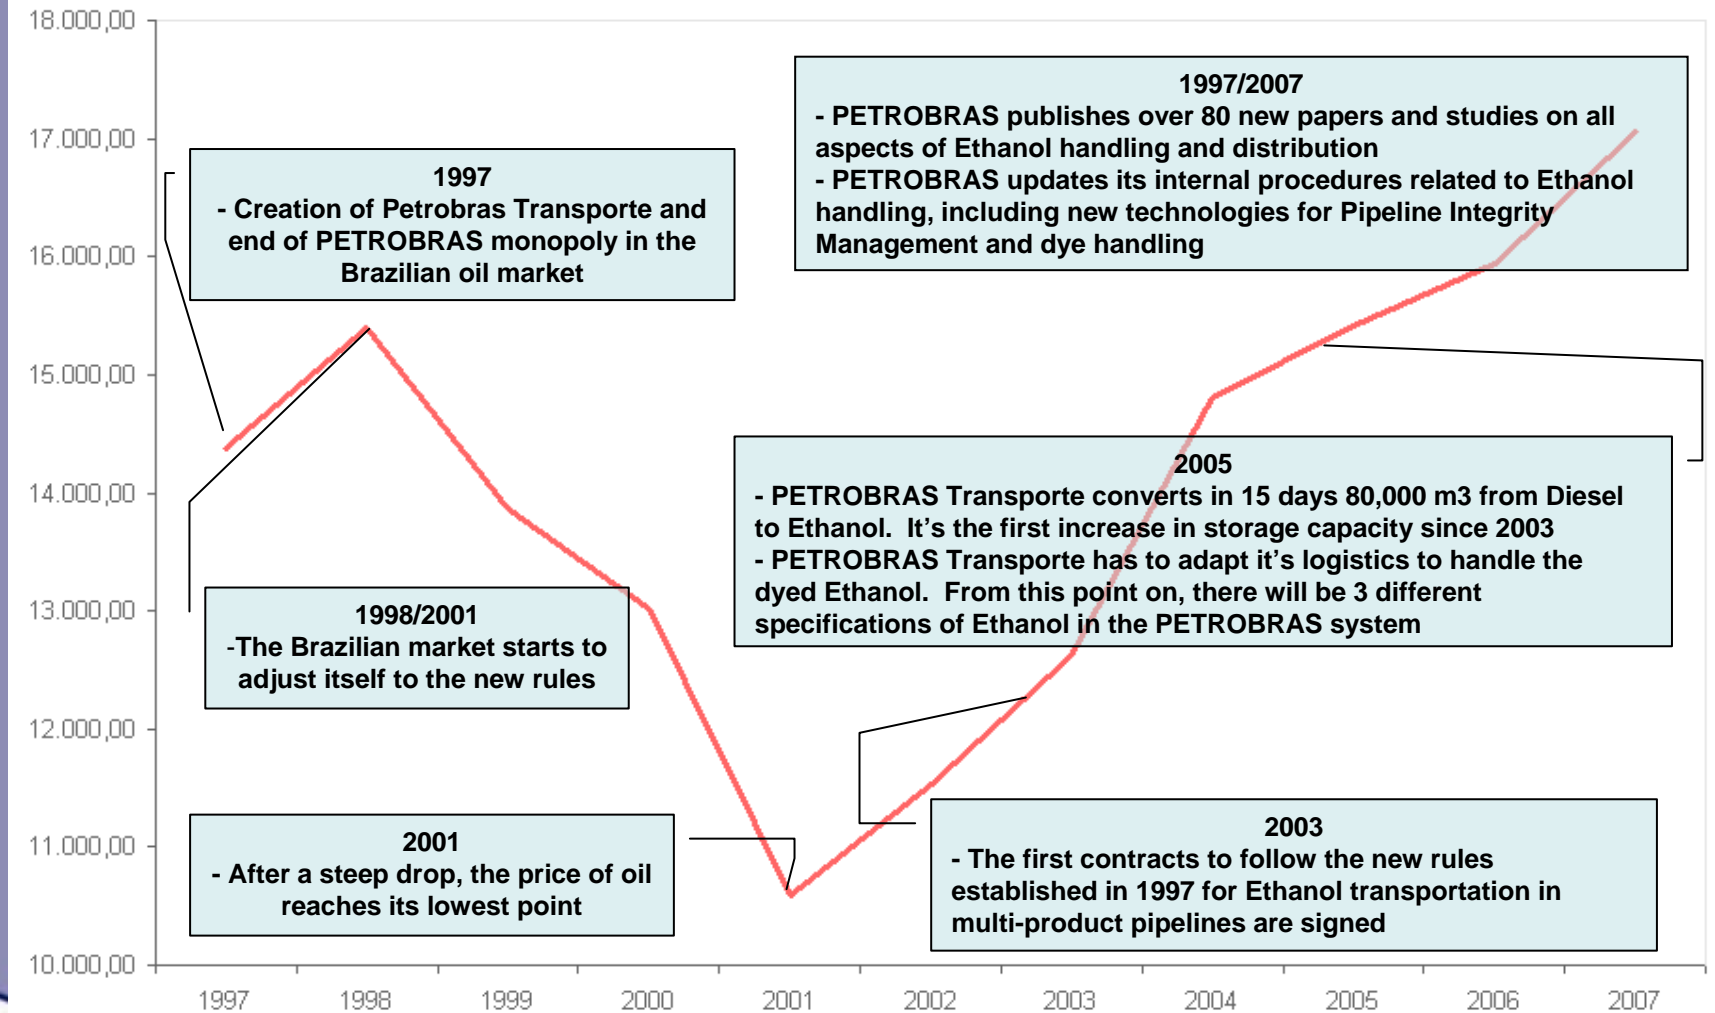 18.000,00
17.000,00
16.000,00
15.000,00
14.000,00
13.000,00
12.000,00
11.000,00
10.000,00
1997
- Creation of Petrobras Transporte and
end of PETROBRAS monopoly in the
Brazilian oil market
1997/2007
- PETROBRAS publishes over 80 new papers and studies on all
aspects of Ethanol handling and distribution
- PETROBRAS updates its internal procedures related to Ethanol
handling, including new technologies for Pipeline Integrity
Management and dye handling
2005
- PETROBRAS Transporte converts in 15 days 80,000 m3 from Diesel
to Ethanol.  It’s the first increase in storage capacity since 2003
- PETROBRAS Transporte has to adapt it’s logistics to handle the
dyed Ethanol.  From this point on, there will be 3 different
specifications of Ethanol in the PETROBRAS system
1998/2001
-The Brazilian market starts to
adjust itself to the new rules
2001
- After a steep drop, the price of oil
reaches its lowest point
2003
- The first contracts to follow the new rules
established in 1997 for Ethanol transportation in
multi-product pipelines are signed
1997 1998 1999 2000 2001 2002 2003 2004 2005 2006 2007